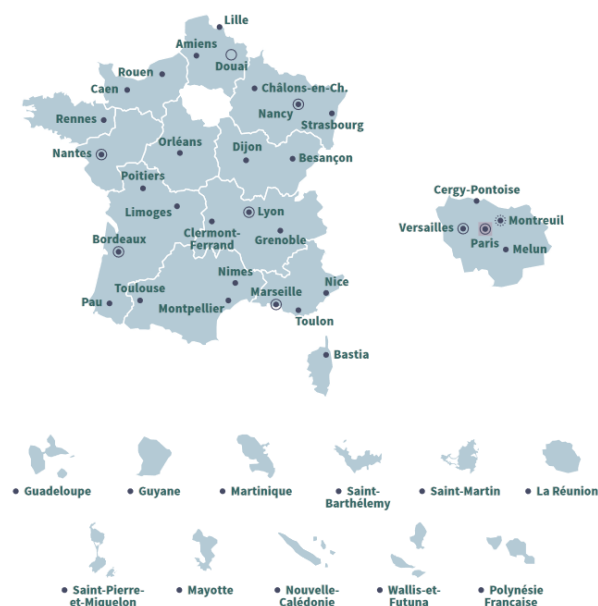 Lille
Amiens
Douai
Rouen
Caen
Châlons-en-Ch.
Nancy
Strasbourg
Rennes
Nantes
Orléans
Dijon
Besançon
Poitiers
Limoges
Lyon
Clermont-
Ferrand
Grenoble
Bordeaux
Nimes
Nice
Marseille
Toulouse
Pau
Montpellier
Toulon
Bastia
Cergy-Pontoise
Versailles
Montreuil
Paris
Melun
Guadeloupe
Guyane
Martinique
Saint-
Barthélemy
Saint-Martin
La Réunion
Saint-Pierre-
et-Miquelon
Mayotte
Nouvelle-
Calédonie
Wallis-et-
Futuna
Polynésie
Française